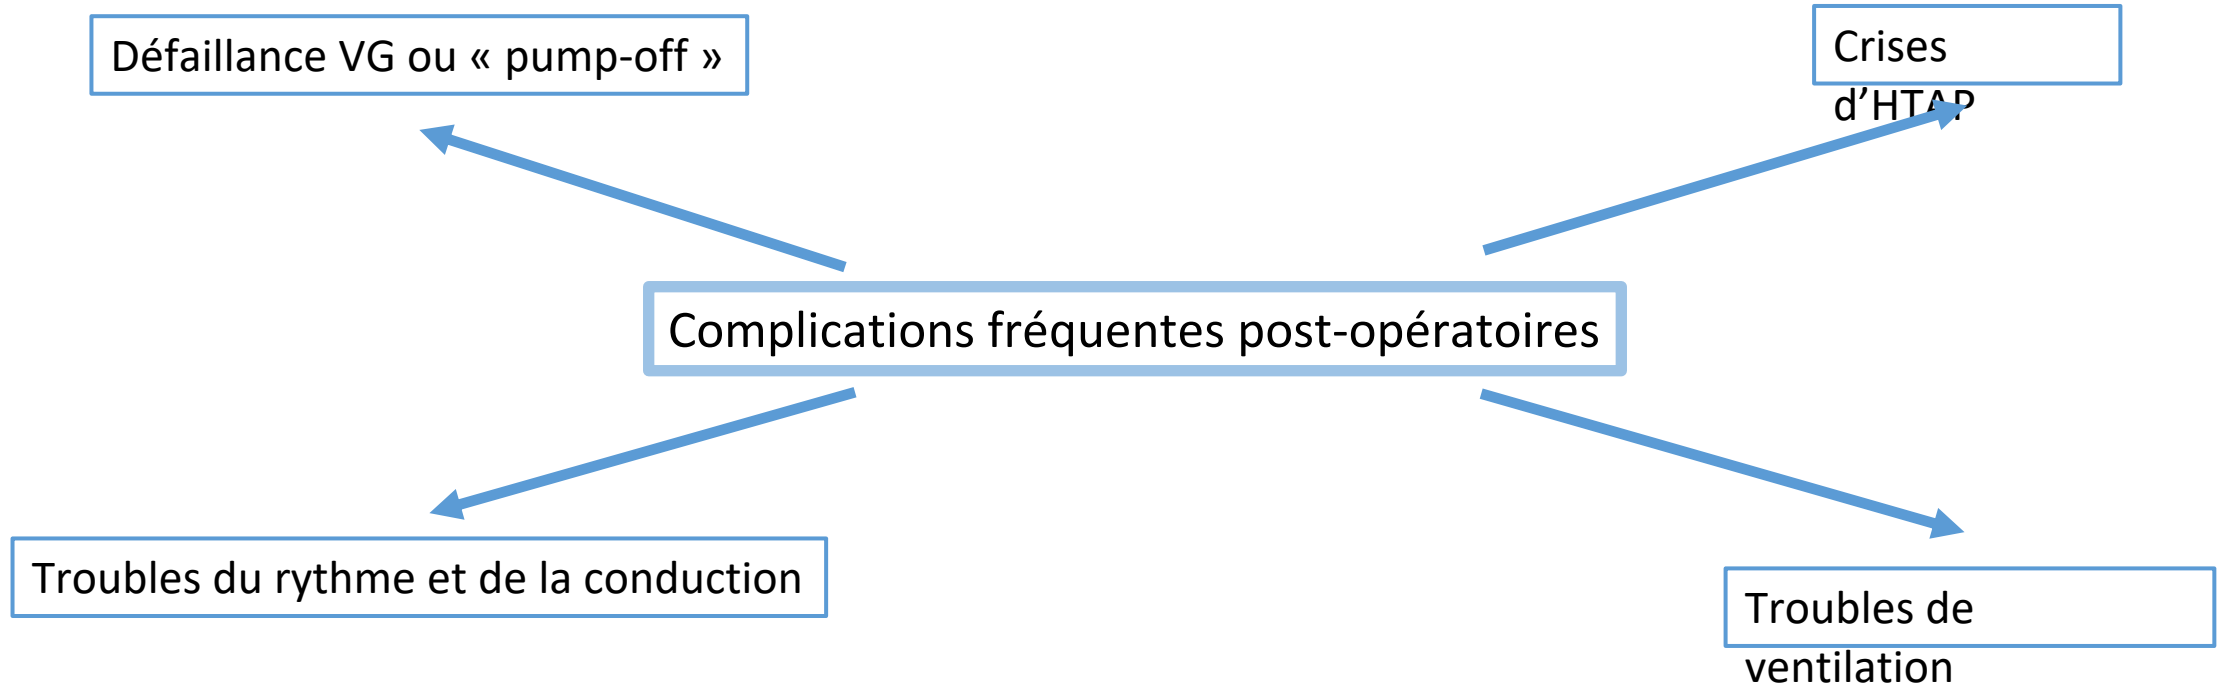 Défaillance VG ou « pump-off »
Crises
d’HTAP
Complications fréquentes post-opératoires
Troubles du rythme et de la conduction
Troubles de
ventilation